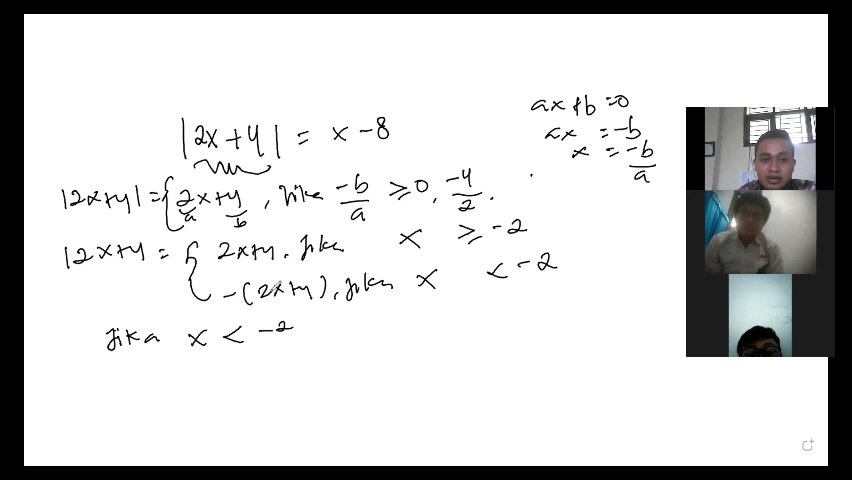 |2x+4| = x-8
ax+b=0
ax = -b
x = -b/a
|2x+4| = { 2x+4, jika -b/a ≥0, -4/2.
a b
|2x+4 = { 2x+4, jika x ≥ -2
-(2x+4), jika x < -2
Jika x < -2